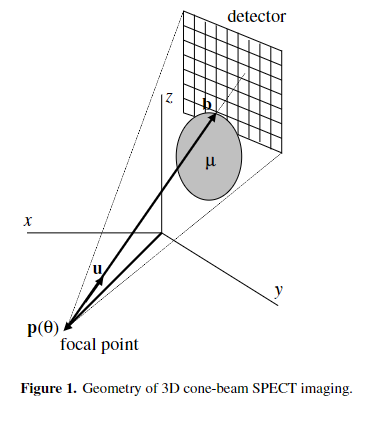 detector
z
b
μ
x
u
y
p(θ)
focal point
Figure 1. Geometry of 3D cone-beam SPECT imaging.